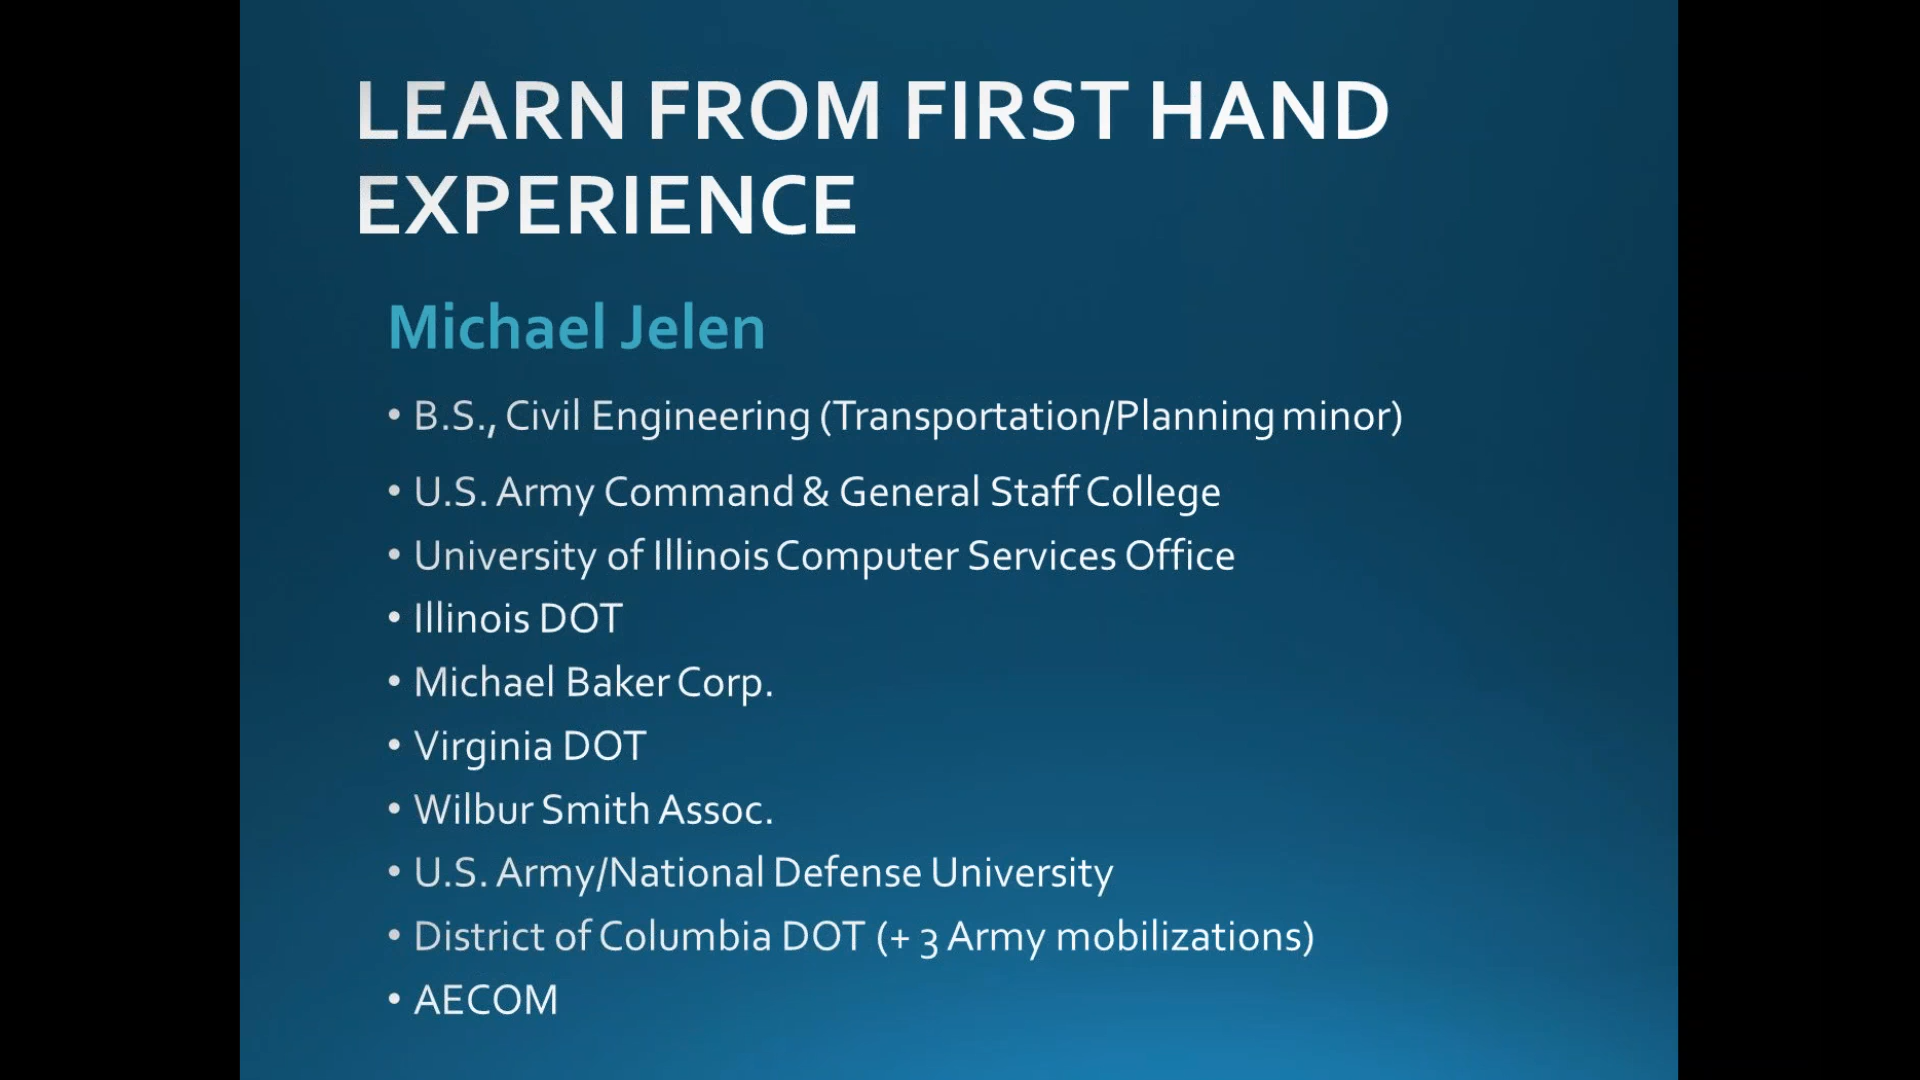 LEARN FROM FIRST HAND
EXPERIENCE
Michael Jelen
• B.S., Civil Engineering (Transportation/Planning minor)
• U.S. Army Command & General Staff College
• University of Illinois Computer Services Office
• Illinois DOT
• Michael Baker Corp.
• Virginia DOT
• Wilbur Smith Assoc.
• U.S. Army/National Defense University
• District of Columbia DOT (+ 3 Army mobilizations)
• AECOM